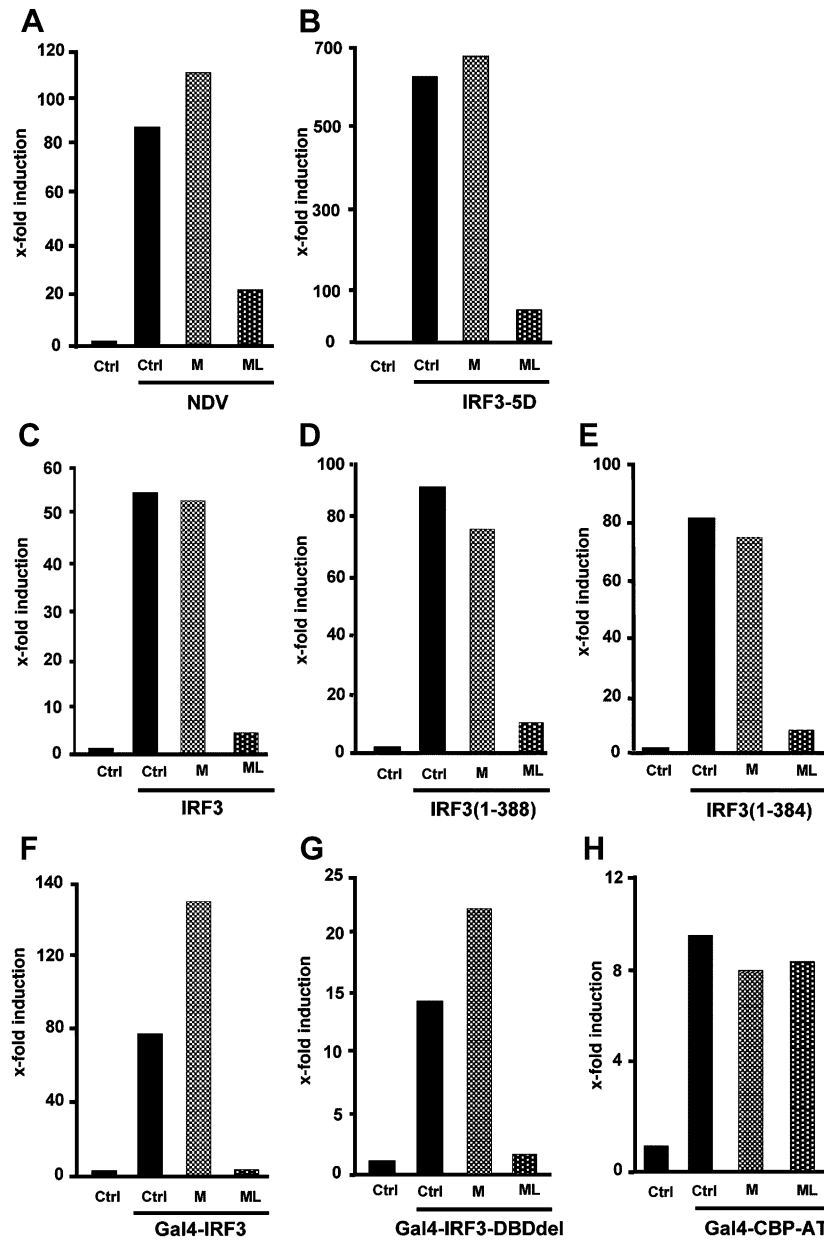 A
x-fold induction
120
100
80
60
40
20
0
Ctrl Ctrl M ML
NDV
B
x-fold induction
700
500
300
100
0
Ctrl Ctrl M ML
IRF3-5D
C
x-fold induction
60
50
40
30
20
10
0
Ctrl Ctrl M ML
IRF3
D
x-fold induction
100
80
60
40
20
0
Ctrl Ctrl M ML
IRF3(1-388)
E
x-fold induction
100
80
60
40
20
0
Ctrl Ctrl M ML
IRF3(1-384)
F
x-fold induction
140
120
80
40
0
Ctrl Ctrl M ML
Gal4-IRF3
G
x-fold induction
25
20
15
10
5
0
Ctrl Ctrl M ML
Gal4-IRF3-DBDdel
H
x-fold induction
12
8
4
0
Ctrl Ctrl M ML
Gal4-CBP-AT